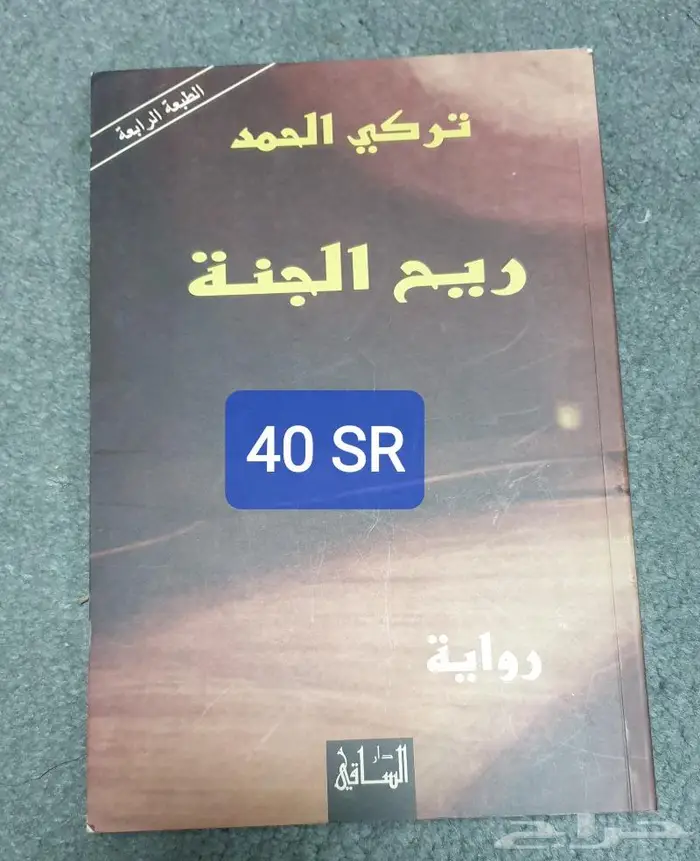 الطبعة الرابعة
تركي الحمد
ريح الجنة
40 SR
رواية
دار
الساقي
حراج